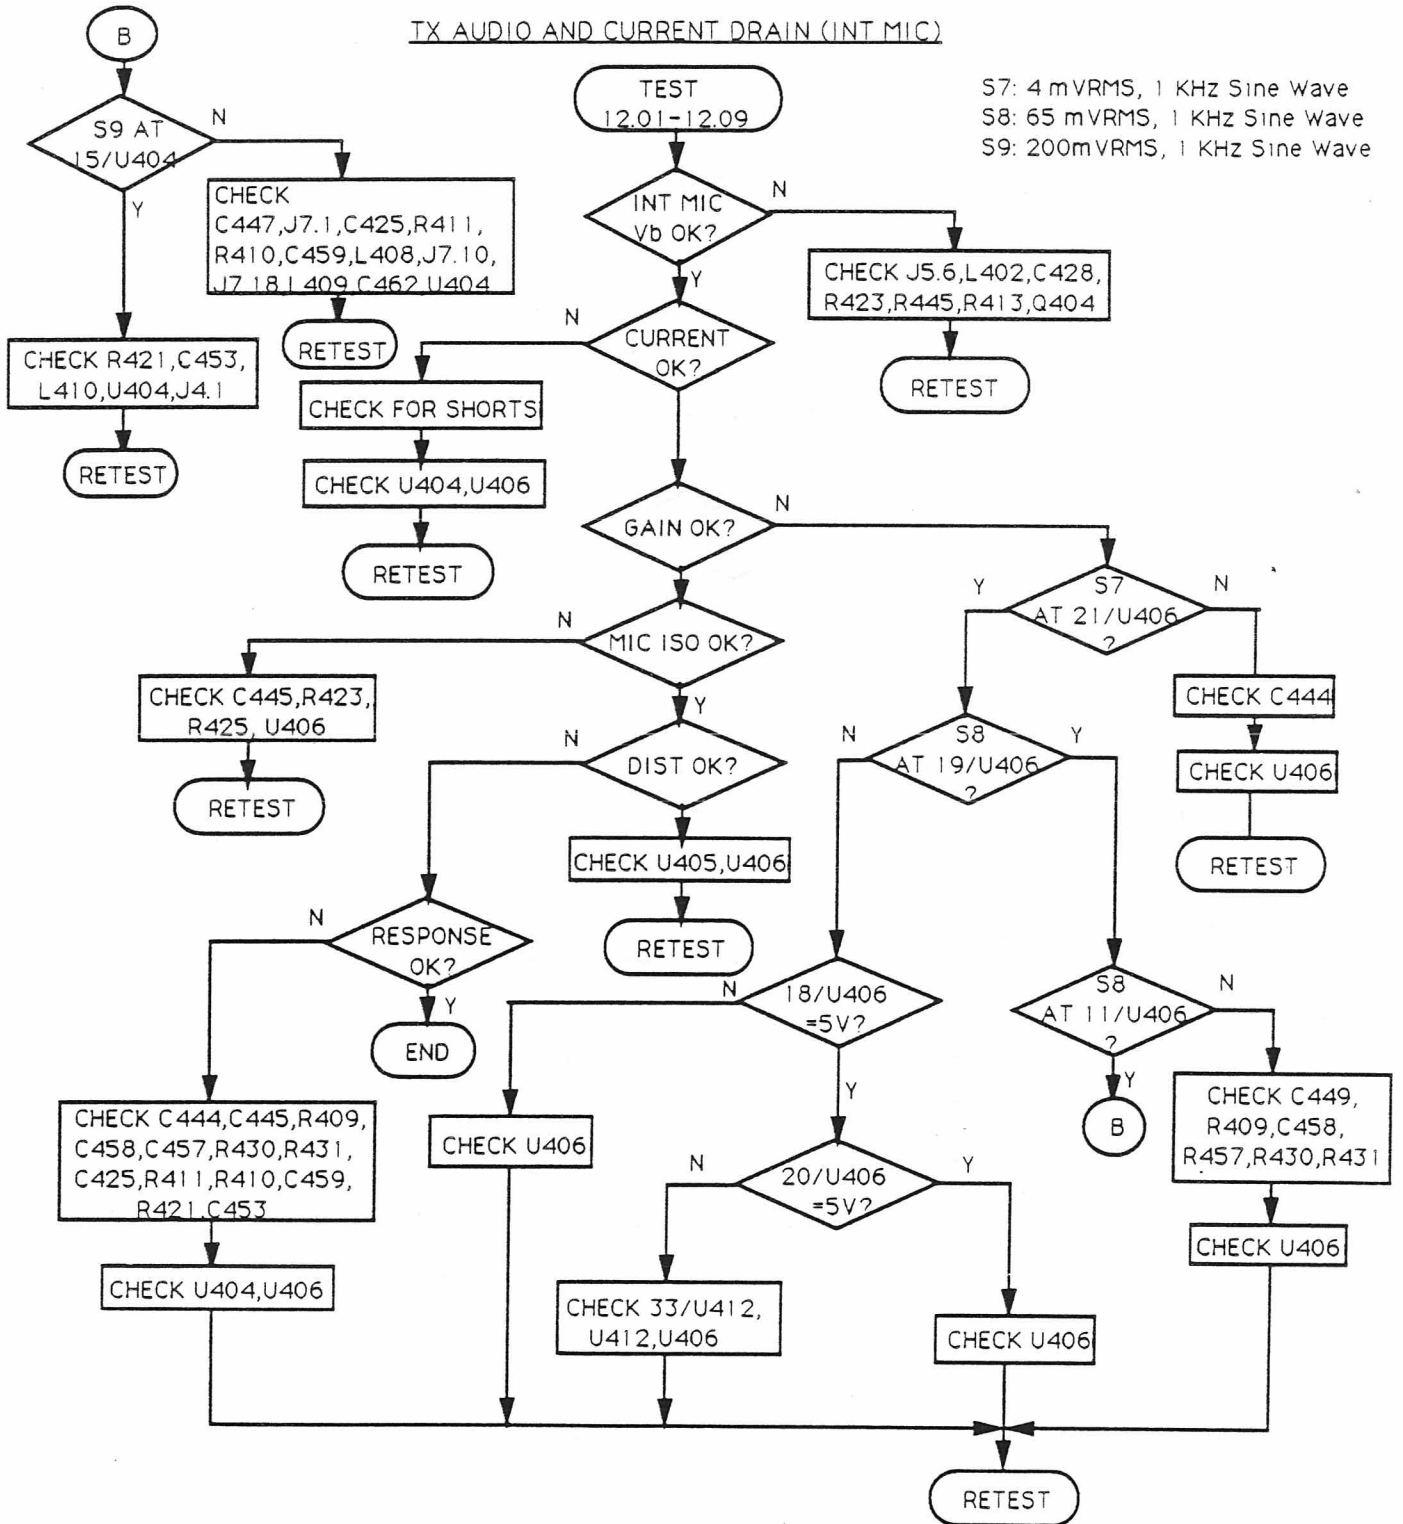 TX AUDIO AND CURRENT DRAIN (INT MIC)
B
TEST
12.01-12.09
S7: 4 mVRMS, 1 KHz Sine Wave
S8: 65 mVRMS, 1 KHz Sine Wave
S9: 200mVRMS, 1 KHz Sine Wave
S9 AT
15/U404
N
Y
CHECK
C447,J7.1,C425,R411,
R410,C459,L408,J7.10,
J7.18,L409,C462,U404
RETEST
CHECK R421,C453,
L410,U404,J4.1
RETEST
INT MIC
Vb OK?
N
Y
CHECK J5.6,L402,C428,
R423,R445,R413,Q404
RETEST
CURRENT
OK?
N
CHECK FOR SHORTS
CHECK U404,U406
RETEST
GAIN OK?
N
MIC ISO OK?
N
Y
CHECK C445,R423,
R425, U406
RETEST
DIST OK?
N
CHECK U405,U406
RETEST
RESPONSE
OK?
N
Y
END
CHECK C444,C445,R409,
C458,C457,R430,R431,
C425,R411,R410,C459,
R421,C453
CHECK U404,U406
S7
AT 21/U406
?
Y
N
CHECK C444
CHECK U406
RETEST
S8
AT 19/U406
?
N
Y
18/U406
=5V?
N
Y
CHECK U406
20/U406
=5V?
N
Y
CHECK 33/U412,
U412,U406
CHECK U406
S8
AT 11/U406
?
N
Y
B
CHECK C449,
R409,C458,
R457,R430,R431
CHECK U406
RETEST